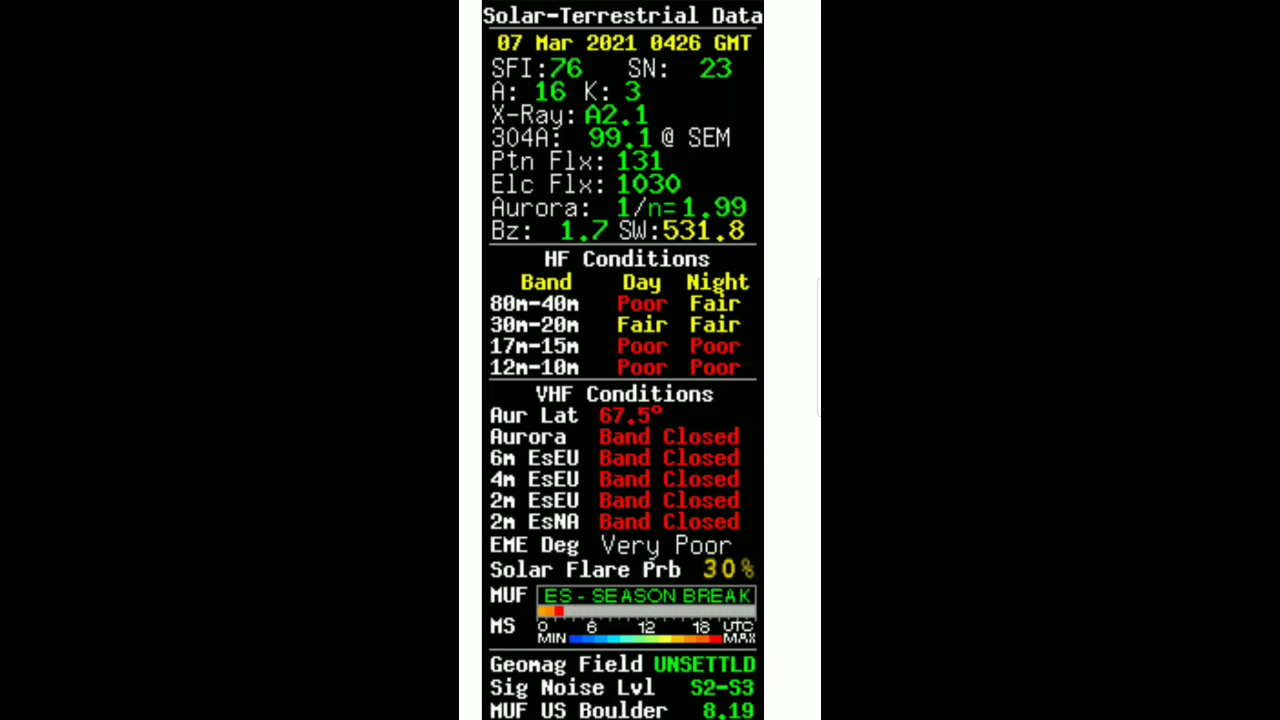 Solar-Terrestrial Data
07 Mar 2021 0426 GMT
SFI:76 SN: 23
A: 16 K: 3
X-Ray: A2.1
304A: 99.1 @ SEM
Ptn Flx: 131
Elc Flx: 1030
Aurora: 1/n=1.99
Bz: 1.7 SW:531.8
HF Conditions
Band Day Night
80m-40m Poor Fair
30m-20m Fair Fair
17m-15m Poor Poor
12m-10m Poor Poor
VHF Conditions
Aur Lat 67.5°
Aurora Band Closed
6m EsEU Band Closed
4m EsEU Band Closed
2m EsEU Band Closed
2m EsNA Band Closed
EME Deg Very Poor
Solar Flare Prb 30%
MUF ES - SEASON BREAK
MS 0 6 12 18 UTC
MIN MAX
Geomag Field UNSETTLD
Sig Noise Lvl S2-S3
MUF US Boulder 8.19